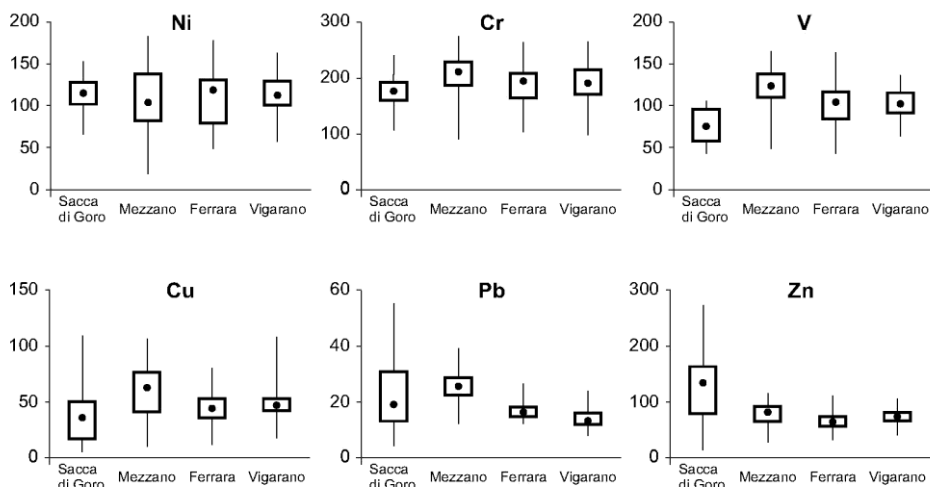 Ni
200
150
100
50
0
Sacca
di Goro
Mezzano
Ferrara
Vigarano
Cr
300
200
100
0
Sacca
di Goro
Mezzano
Ferrara
Vigarano
V
200
150
100
50
0
Sacca
di Goro
Mezzano
Ferrara
Vigarano
Cu
150
100
50
0
Sacca
di Goro
Mezzano
Ferrara
Vigarano
Pb
60
40
20
0
Sacca
di Goro
Mezzano
Ferrara
Vigarano
Zn
300
200
100
0
Sacca
di Goro
Mezzano
Ferrara
Vigarano